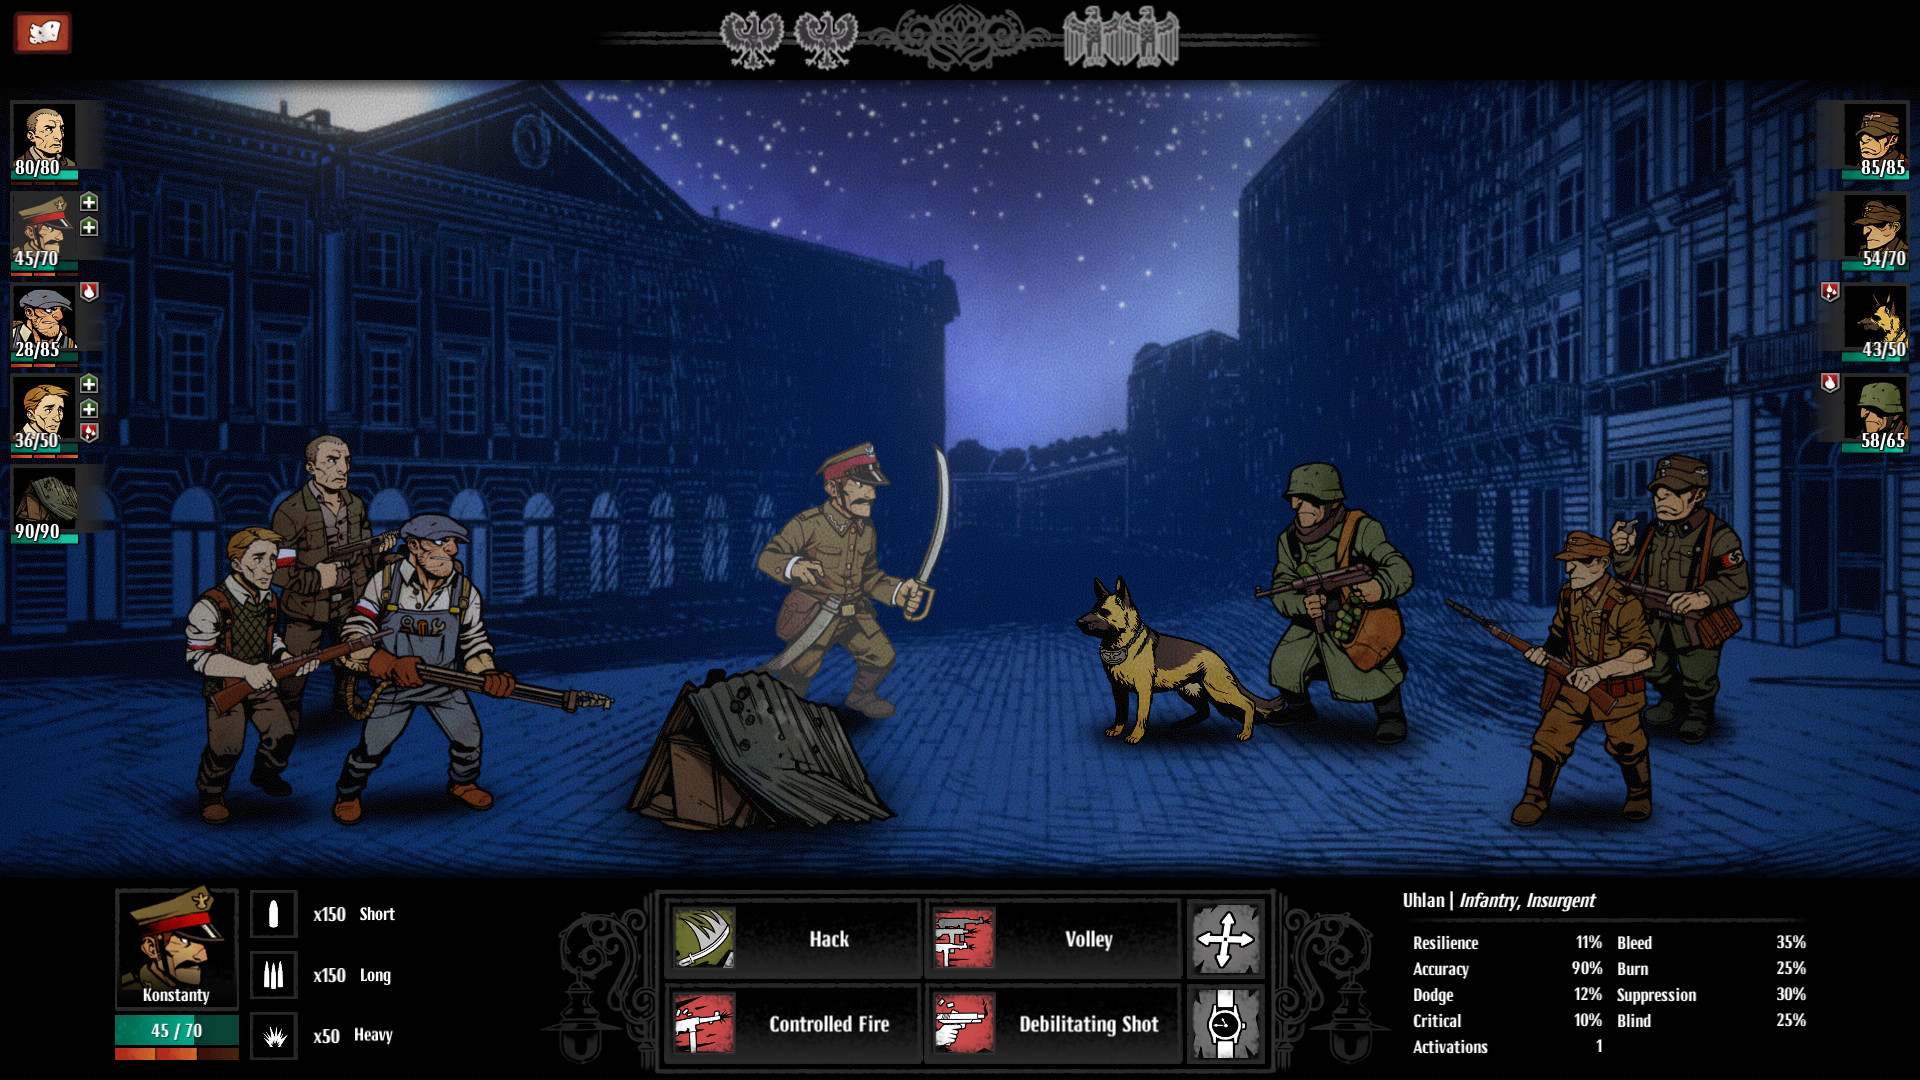 80/80
45/70
28/85
36/50
90/90
85/85
54/70
43/50
58/65
Konstanty
45 / 70
x150 Short
x150 Long
x50 Heavy
Hack
Volley
Controlled Fire
Debilitating Shot
Uhlan | Infantry, Insurgent
Resilience 11% Bleed 35%
Accuracy 90% Burn 25%
Dodge 12% Suppression 30%
Critical 10% Blind 25%
Activations 1